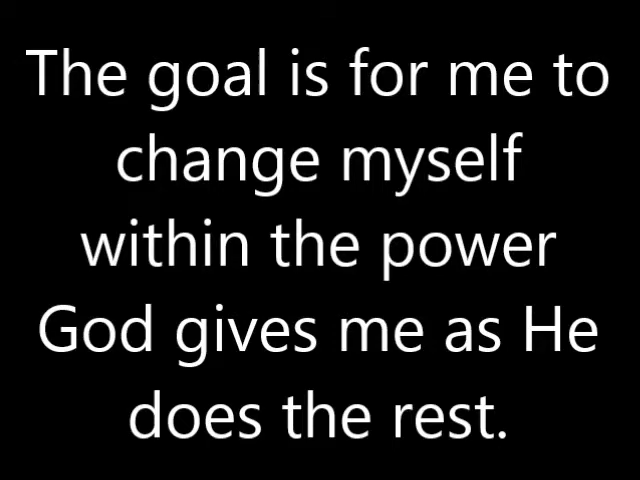 The goal is for me to
change myself
within the power
God gives me as He
does the rest.